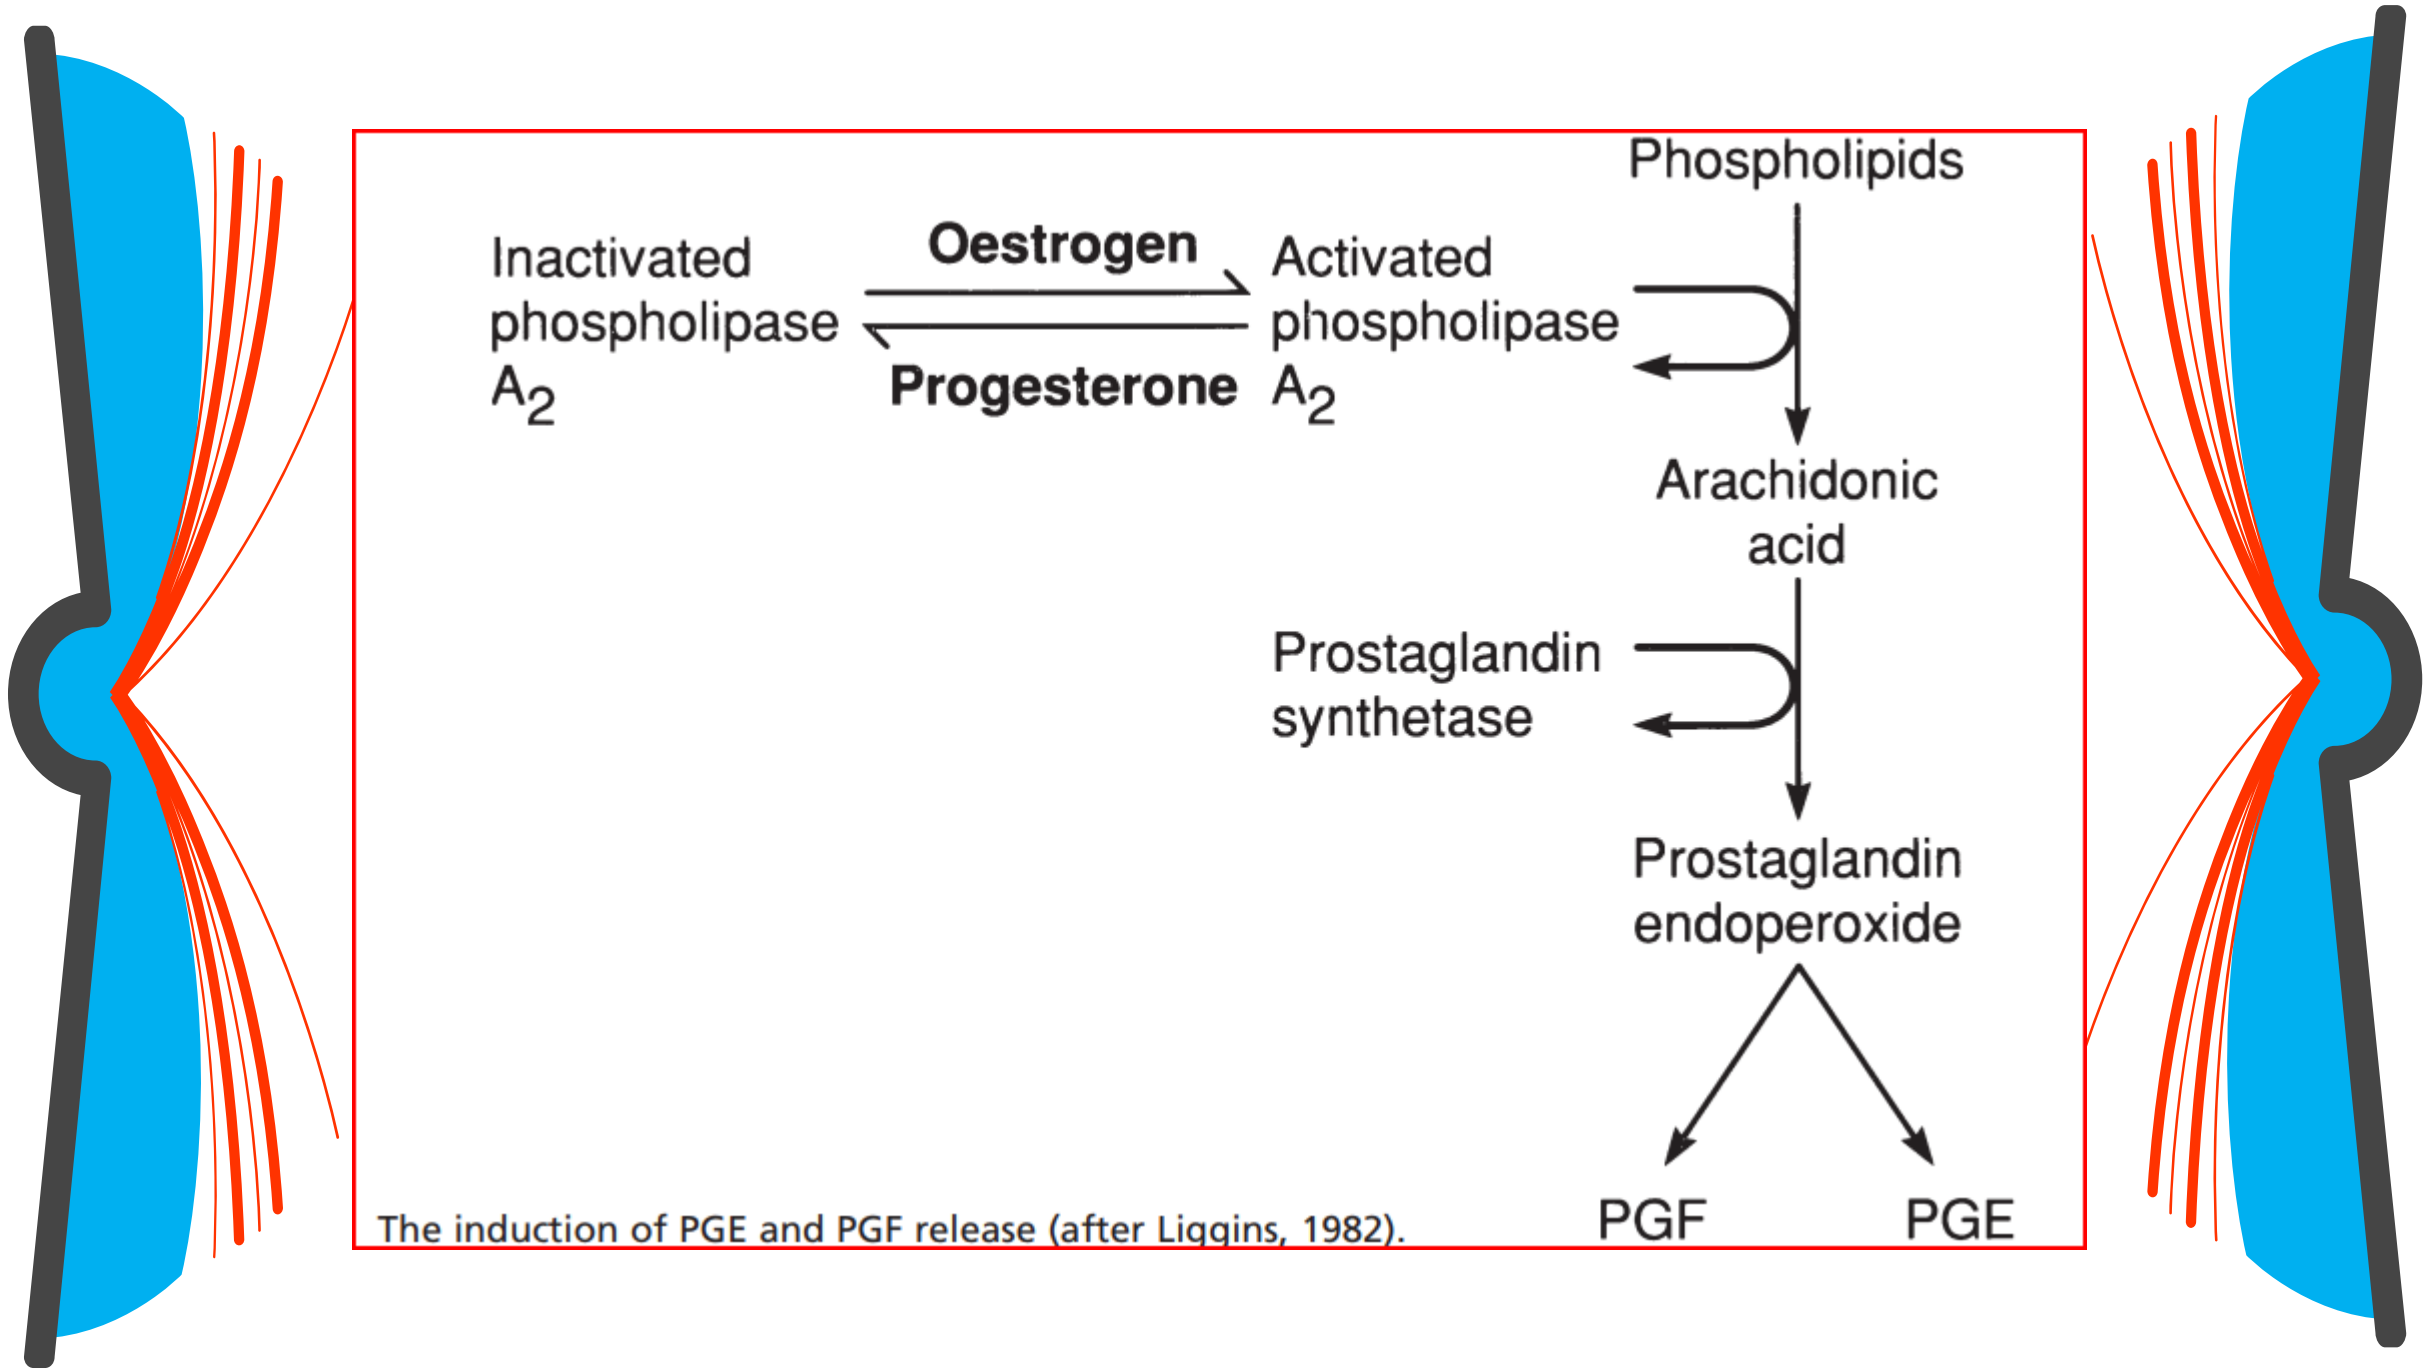 Phospholipids
Oestrogen
Inactivated
phospholipase
A2
Activated
phospholipase
A2
Progesterone
Arachidonic
acid
Prostaglandin
synthetase
Prostaglandin
endoperoxide
PGF
PGE
The induction of PGE and PGF release (after Liggins, 1982).